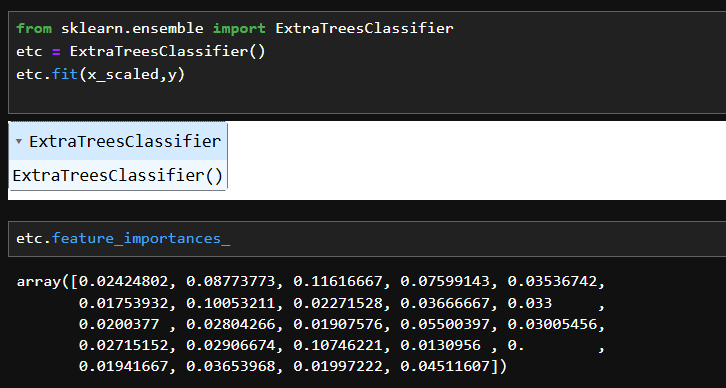 from sklearn.ensemble import ExtraTreesClassifier
etc = ExtraTreesClassifier()
etc.fit(x_scaled,y)
ExtraTreesClassifier
ExtraTreesClassifier()
etc.feature_importances_
array([0.02424802, 0.08773773, 0.11616667, 0.07599143, 0.03536742,
       0.01753932, 0.10053211, 0.02271528, 0.03666667, 0.033     ,
       0.0200377 , 0.02804266, 0.01907576, 0.05500397, 0.03005456,
       0.02715152, 0.02906674, 0.10746221, 0.0130956 , 0.        ,
       0.01941667, 0.03653968, 0.01997222, 0.04511607])